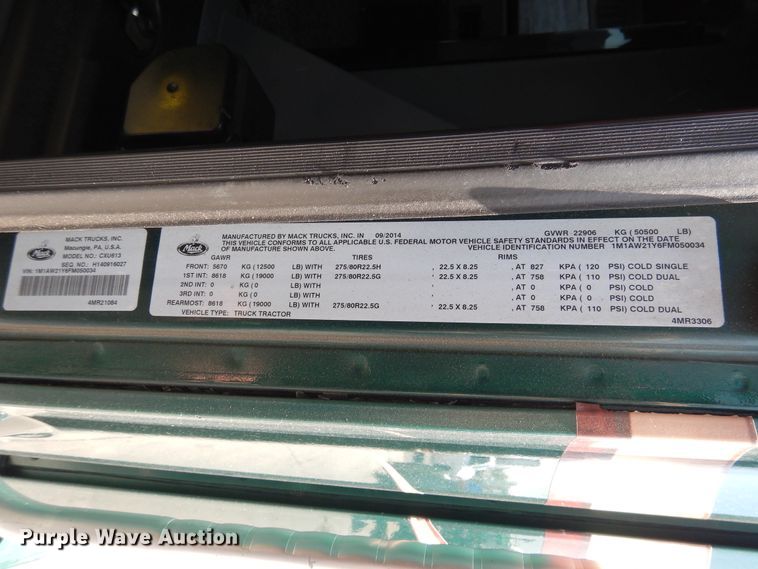 Mack
MACK TRUCKS, INC.
Macungie, PA, U.S.A.
MODEL NO.: CXU613
SEQ. NO.: H140916027
VIN: 1M1AW21Y6FM050034
4MR21084
Mack
MANUFACTURED BY MACK TRUCKS, INC. IN 09/2014 GVWR 22906 KG ( 50500 LB)
THIS VEHICLE CONFORMS TO ALL APPLICABLE U.S. FEDERAL MOTOR VEHICLE SAFETY STANDARDS IN EFFECT ON THE DATE
OF MANUFACTURE SHOWN ABOVE. VEHICLE IDENTIFICATION NUMBER 1M1AW21Y6FM050034
GAWR TIRES RIMS
FRONT: 5670 KG (12500 LB) WITH 275/80R22.5H , 22.5 X 8.25 , AT 827 KPA ( 120 PSI) COLD SINGLE
1ST INT: 8618 KG (19000 LB) WITH 275/80R22.5G , 22.5 X 8.25 , AT 758 KPA ( 110 PSI) COLD DUAL
2ND INT: 0 KG (0 LB) WITH , , AT 0 KPA ( 0 PSI) COLD
3RD INT: 0 KG (0 LB) WITH , , AT 0 KPA ( 0 PSI) COLD
REARMOST: 8618 KG (19000 LB) WITH 275/80R22.5G , 22.5 X 8.25 , AT 758 KPA ( 110 PSI) COLD DUAL
VEHICLE TYPE: TRUCK TRACTOR 4MR3306
Purple Wave Auction